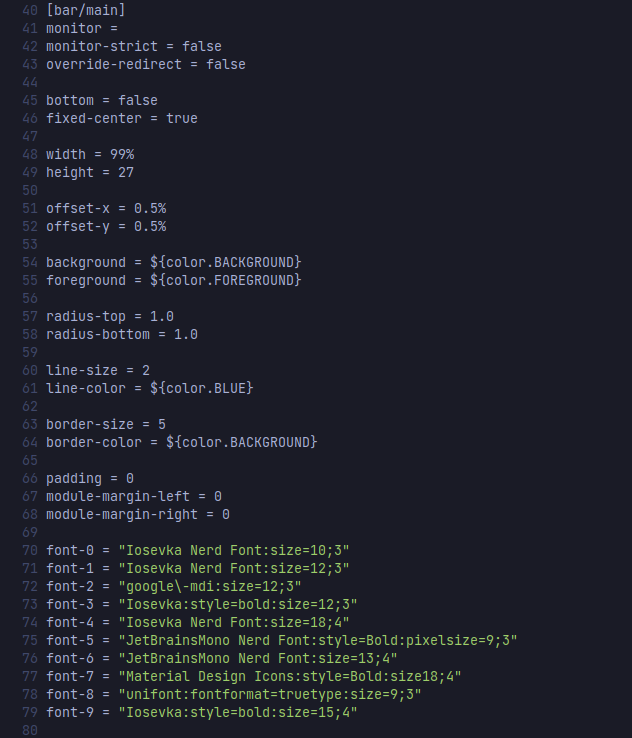 40 [bar/main]
41 monitor =
42 monitor-strict = false
43 override-redirect = false
44
45 bottom = false
46 fixed-center = true
47
48 width = 99%
49 height = 27
50
51 offset-x = 0.5%
52 offset-y = 0.5%
53
54 background = ${color.BACKGROUND}
55 foreground = ${color.FOREGROUND}
56
57 radius-top = 1.0
58 radius-bottom = 1.0
59
60 line-size = 2
61 line-color = ${color.BLUE}
62
63 border-size = 5
64 border-color = ${color.BACKGROUND}
65
66 padding = 0
67 module-margin-left = 0
68 module-margin-right = 0
69
70 font-0 = "Iosevka Nerd Font:size=10;3"
71 font-1 = "Iosevka Nerd Font:size=12;3"
72 font-2 = "google\-mdi:size=12;3"
73 font-3 = "Iosevka:style=bold:size=12;3"
74 font-4 = "Iosevka Nerd Font:size=18;4"
75 font-5 = "JetBrainsMono Nerd Font:style=Bold:pixelsize=9;3"
76 font-6 = "JetBrainsMono Nerd Font:size=13;4"
77 font-7 = "Material Design Icons:style=Bold:size18;4"
78 font-8 = "unifont:fontformat=truetype:size=9;3"
79 font-9 = "Iosevka:style=bold:size=15;4"
80